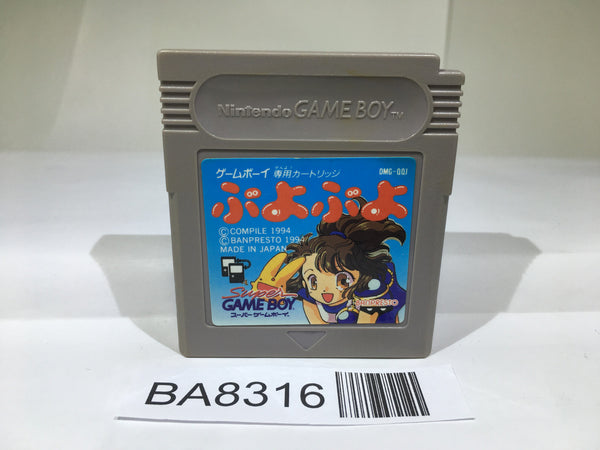 Nintendo GAME BOY™
ゲームボーイ 専用カートリッジ DMG-QQJ
ぷよぷよ
©COMPILE 1994
©BANPRESTO 1994
MADE IN JAPAN
Super
GAME BOY
スーパーゲームボーイ
BANPRESTO
BA8316